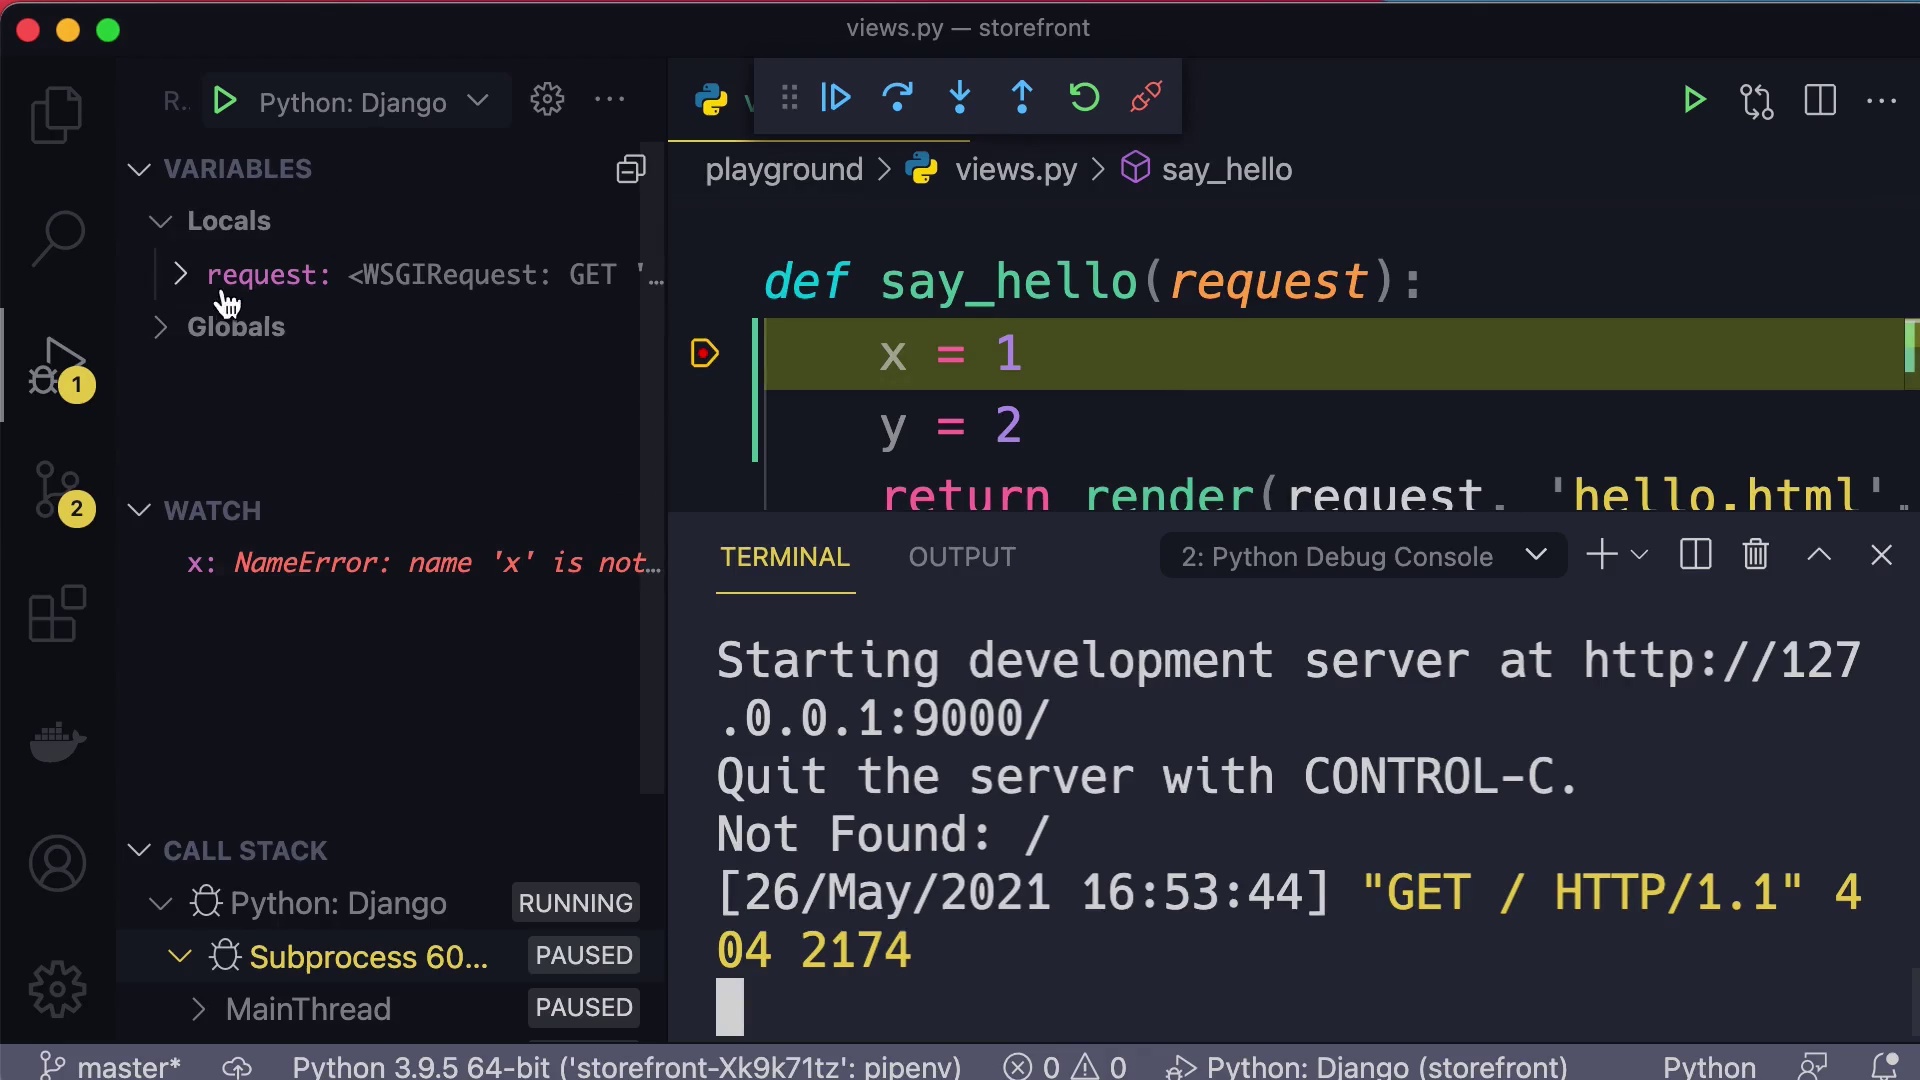 views.py — storefront
R.. Python: Django
VARIABLES
Locals
request: <WSGIRequest: GET '…
Globals
WATCH
x: NameError: name 'x' is not…
CALL STACK
Python: Django RUNNING
Subprocess 60... PAUSED
MainThread PAUSED
1
2
playground > views.py > say_hello
def say_hello(request):
x = 1
y = 2
return render(request, 'hello.html',
TERMINAL OUTPUT 2: Python Debug Console
Starting development server at http://127
.0.0.1:9000/
Quit the server with CONTROL-C.
Not Found: /
[26/May/2021 16:53:44] "GET / HTTP/1.1" 4
04 2174
master* Python 3.9.5 64-bit ('storefront-Xk9k71tz': pipenv) 0 0 Python: Django (storefront) Python